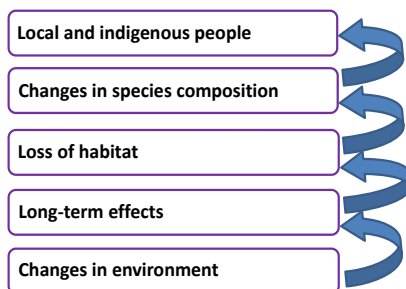 Local and indigenous people
Changes in species composition
Loss of habitat
Long-term effects
Changes in environment